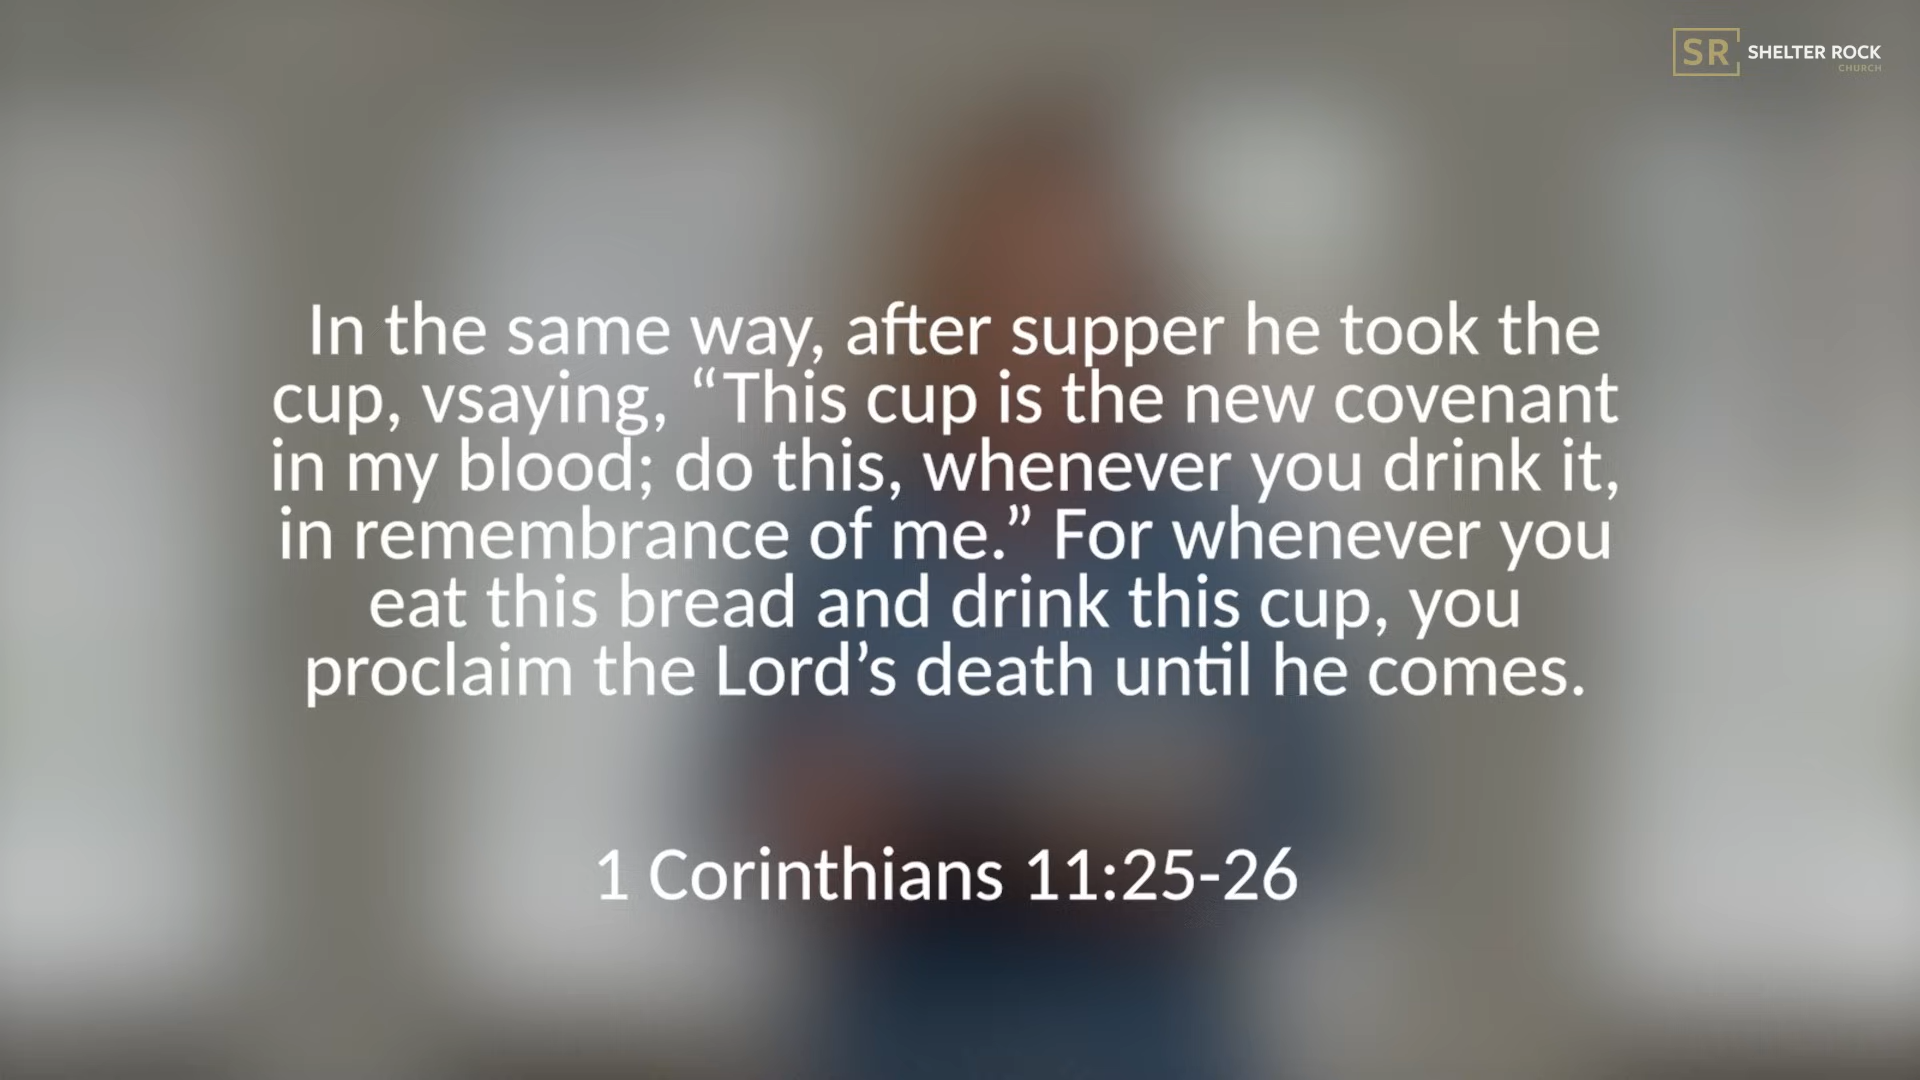 SR SHELTER ROCK
CHURCH
In the same way, after supper he took the
cup, vsaying, “This cup is the new covenant
in my blood; do this, whenever you drink it,
in remembrance of me.” For whenever you
eat this bread and drink this cup, you
proclaim the Lord’s death until he comes.
1 Corinthians 11:25-26